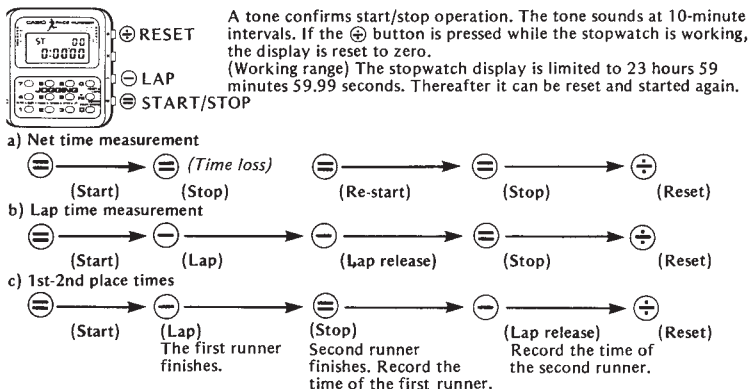 A tone confirms start/stop operation. The tone sounds at 10-minute
intervals. If the ÷ button is pressed while the stopwatch is working,
the display is reset to zero.
(Working range) The stopwatch display is limited to 23 hours 59
minutes 59.99 seconds. Thereafter it can be reset and started again.
CASIO
ST 00
0:0000
JOGGING
÷ RESET
− LAP
= START/STOP
a) Net time measurement
= = (Time loss) = = ÷
(Start) (Stop) (Re-start) (Stop) (Reset)
b) Lap time measurement
= − − = ÷
(Start) (Lap) (Lap release) (Stop) (Reset)
c) 1st-2nd place times
= − = − ÷
(Start) (Lap) (Stop) (Lap release) (Reset)
The first runner Second runner Record the time of
finishes. finishes. Record the the second runner.
time of the first runner.